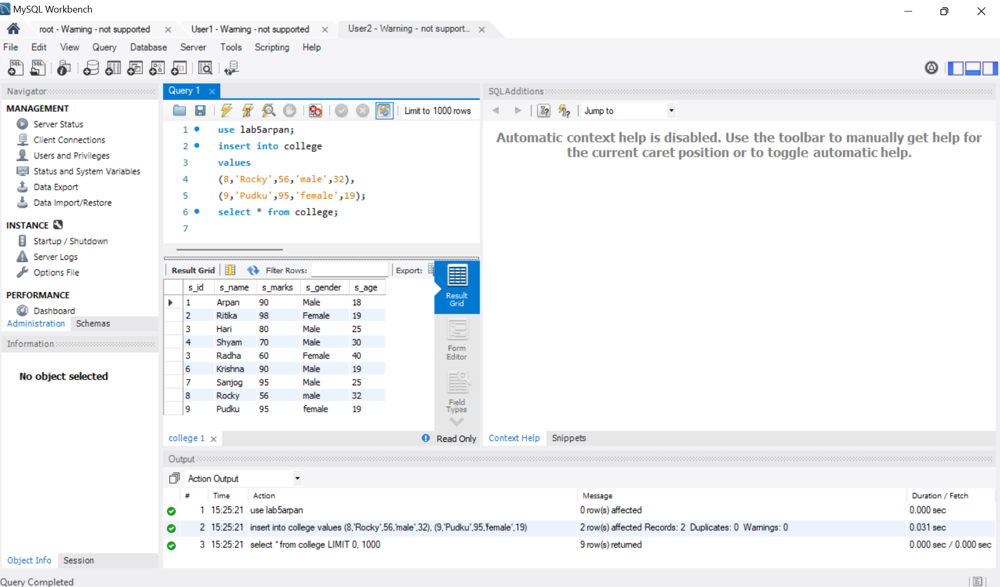 MySQL Workbench
root - Warning - not supported
User1 - Warning - not supported
User2 - Warning - not support...
File Edit View Query Database Server Tools Scripting Help
Navigator
MANAGEMENT
Server Status
Client Connections
Users and Privileges
Status and System Variables
Data Export
Data Import/Restore
INSTANCE
Startup / Shutdown
Server Logs
Options File
PERFORMANCE
Dashboard
Administration Schemas
Information
No object selected
Object Info Session
Query 1
Limit to 1000 rows
1 use lab5arpan;
2 insert into college
3 values
4 (8,'Rocky',56,'male',32),
5 (9,'Pudku',95,'female',19);
6 select * from college;
7
Result Grid Filter Rows: Export:
s_id s_name s_marks s_gender s_age
1 Arpan 90 Male 18
2 Ritika 98 Female 19
3 Hari 80 Male 25
4 Shyam 70 Male 30
3 Radha 60 Female 40
6 Krishna 90 Male 19
7 Sanjog 95 Male 25
8 Rocky 56 male 32
9 Pudku 95 female 19
Result
Grid
Form
Editor
Field
Types
college 1 Read Only
SQLAdditions
Jump to
Automatic context help is disabled. Use the toolbar to manually get help for
the current caret position or to toggle automatic help.
Context Help Snippets
Output
Action Output
# Time Action Message Duration / Fetch
1 15:25:21 use lab5arpan 0 row(s) affected 0.000 sec
2 15:25:21 insert into college values (8,'Rocky',56,'male',32), (9,'Pudku',95,'female',19) 2 row(s) affected Records: 2 Duplicates: 0 Warnings: 0 0.031 sec
3 15:25:21 select * from college LIMIT 0, 1000 9 row(s) returned 0.000 sec / 0.000 sec
Query Completed